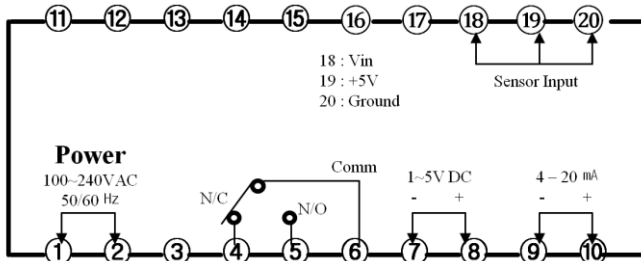 ⑪ ⑫ ⑬ ⑭ ⑮ ⑯ ⑰ ⑱ ⑲ ⑳
18 : Vin
19 : +5V
20 : Ground
Sensor Input
Power
100~240VAC
50/60 Hz
N/C
N/O
Comm
1~5V DC
- +
4 – 20 mA
- +
① ② ③ ④ ⑤ ⑥ ⑦ ⑧ ⑨ ⑩